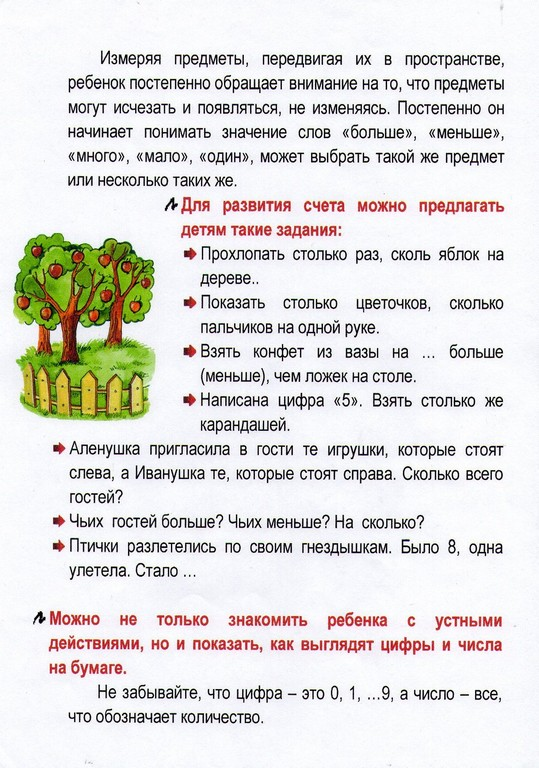 Измеряя предметы, передвигая их в пространстве,
ребенок постепенно обращает внимание на то, что предметы
могут исчезать и появляться, не изменяясь. Постепенно он
начинает понимать значение слов «больше», «меньше»,
«много», «мало», «один», может выбрать такой же предмет
или несколько таких же.
Для развития счета можно предлагать
детям такие задания:
Прохлопать столько раз, сколь яблок на
дереве..
Показать столько цветочков, сколько
пальчиков на одной руке.
Взять конфет из вазы на ... больше
(меньше), чем ложек на столе.
Написана цифра «5». Взять столько же
карандашей.
Аленушка пригласила в гости те игрушки, которые стоят
слева, а Иванушка те, которые стоят справа. Сколько всего
гостей?
Чьих гостей больше? Чьих меньше? На сколько?
Птички разлетелись по своим гнездышкам. Было 8, одна
улетела. Стало ...
Можно не только знакомить ребенка с устными
действиями, но и показать, как выглядят цифры и числа
на бумаге.
Не забывайте, что цифра – это 0, 1, ...9, а число – все,
что обозначает количество.